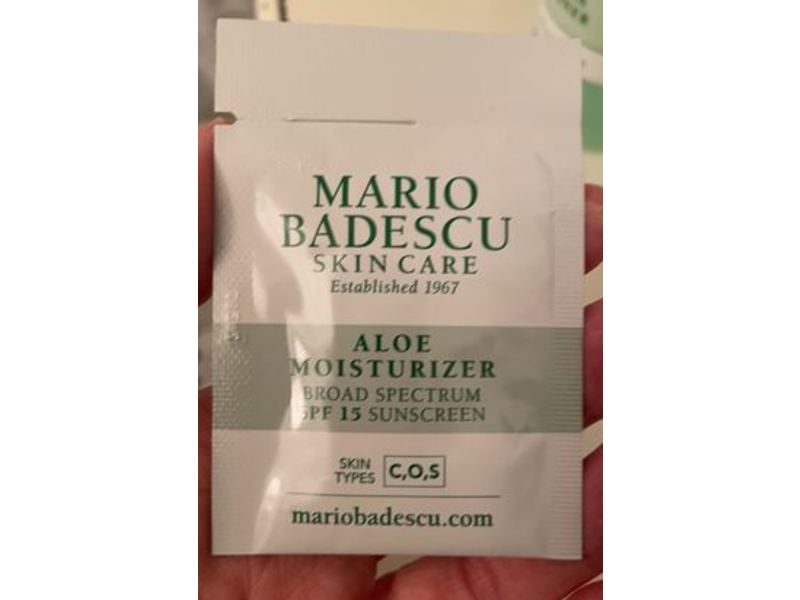 MARIO
BADESCU
SKIN CARE
Established 1967
ALOE
MOISTURIZER
BROAD SPECTRUM
SPF 15 SUNSCREEN
SKIN
TYPES
C,O,S
mariobadescu.com